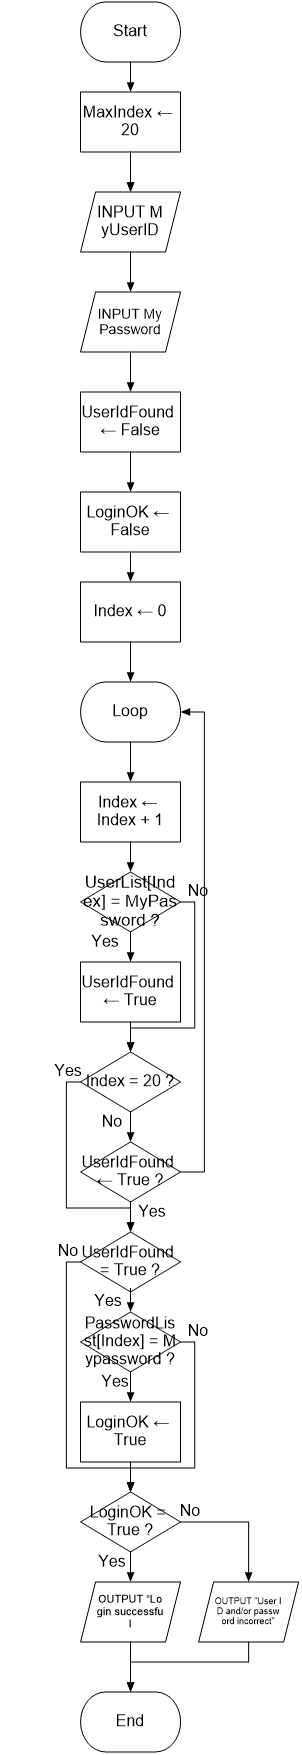 Start
MaxIndex ←
20
INPUT M
yUserID
INPUT My
Password
UserIdFound
← False
LoginOK ←
False
Index ← 0
Loop
Index ←
Index + 1
UserList[Ind
ex] = MyPas
sword ?
No
Yes
UserIdFound
← True
Yes
Index = 20 ?
No
UserIdFound
← True ?
Yes
No
UserIdFound
= True ?
Yes
PasswordLis
st[Index] = M
ypassword ?
No
Yes
LoginOK ←
True
LoginOK =
True ?
No
Yes
OUTPUT “Lo
gin successfu
l
OUTPUT "User I
D and/or passw
ord incorrect"
End